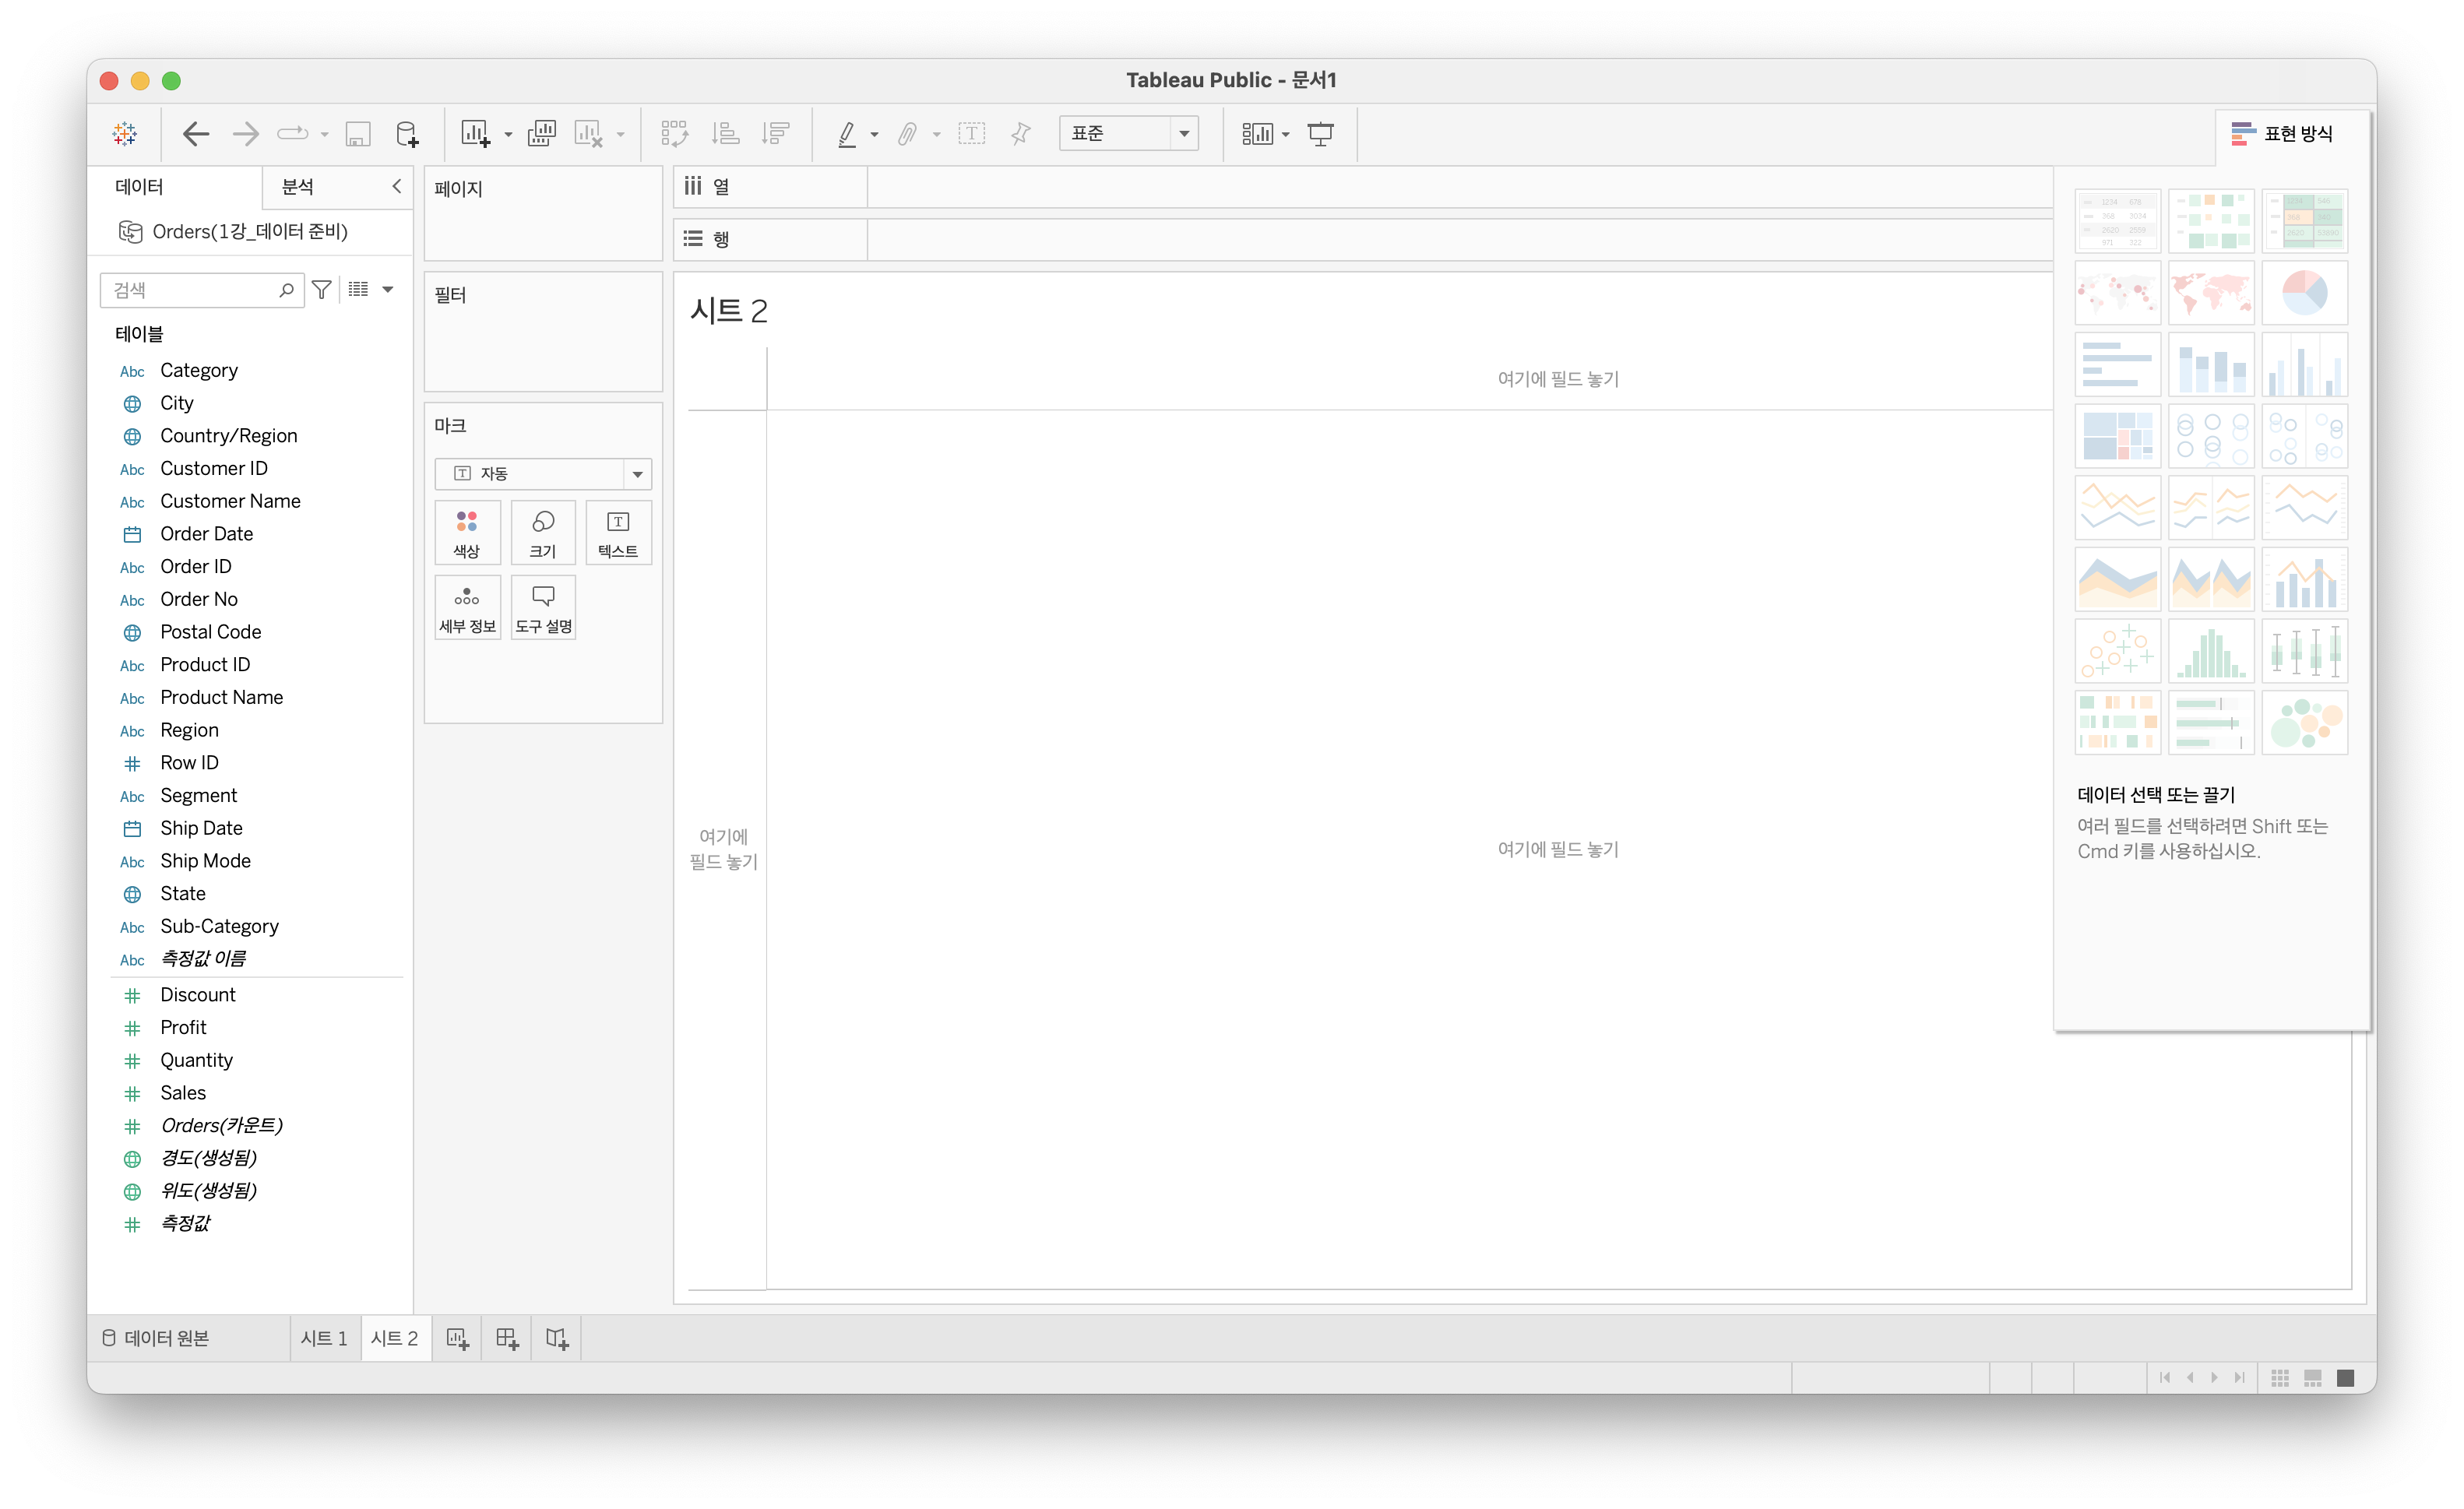 Tableau Public - 문서1
표준
표현 방식
데이터
분석
Orders(1강_데이터 준비)
검색
테이블
Abc Category
City
Country/Region
Abc Customer ID
Abc Customer Name
Order Date
Abc Order ID
Abc Order No
Postal Code
Abc Product ID
Abc Product Name
Abc Region
Row ID
Abc Segment
Ship Date
Abc Ship Mode
State
Abc Sub-Category
Abc 측정값 이름
Discount
Profit
Quantity
Sales
Orders(카운트)
경도(생성됨)
위도(생성됨)
측정값
페이지
필터
마크
T 자동
색상
크기
T
텍스트
세부 정보
도구 설명
열
행
시트 2
여기에 필드 놓기
여기에
필드 놓기
여기에 필드 놓기
1234 678
368 3034
2620 2559
971 322
데이터 선택 또는 끌기
여러 필드를 선택하려면 Shift 또는
Cmd 키를 사용하십시오.
데이터 원본
시트 1
시트 2